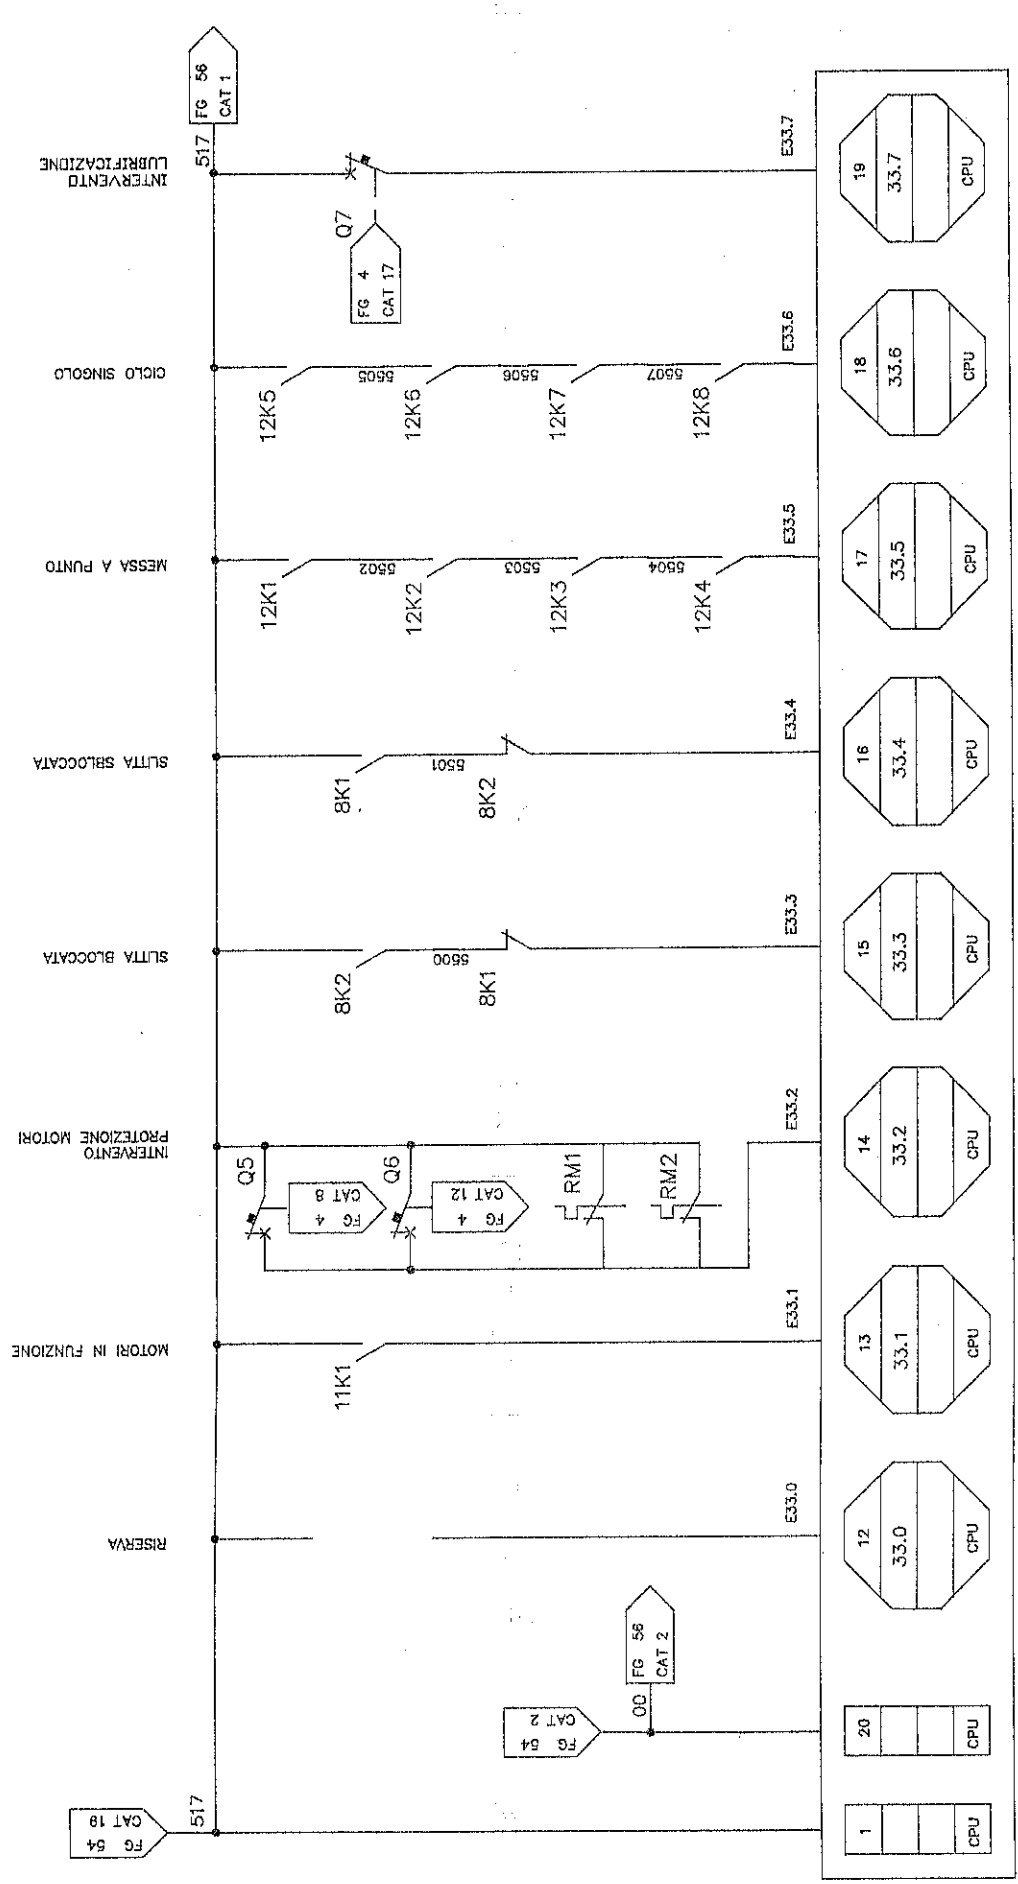 FG 54
CAT 19
517
FG 54
CAT 2
00
FG 56
CAT 2
RISERVA
E33.0
MOTORI IN FUNZIONE
11K1
E33.1
INTERVENTO
PROTEZIONE MOTORI
Q5
FG 4
CAT 8
Q6
FG 4
CAT 12
RM1
RM2
E33.2
SLITTA BLOCCATA
8K2
5500
8K1
E33.3
SLITTA SBLOCCATA
8K1
5501
8K2
E33.4
MESSA A PUNTO
12K1
5502
12K2
5503
12K3
5504
12K4
E33.5
CICLO SINGOLO
12K5
5505
12K6
5506
12K7
5507
12K8
E33.6
INTERVENTO
LUBRIFICAZIONE
517
FG 56
CAT 1
Q7
FG 4
CAT 17
E33.7
1
CPU
20
CPU
12
33.0
CPU
13
33.1
CPU
14
33.2
CPU
15
33.3
CPU
16
33.4
CPU
17
33.5
CPU
18
33.6
CPU
19
33.7
CPU